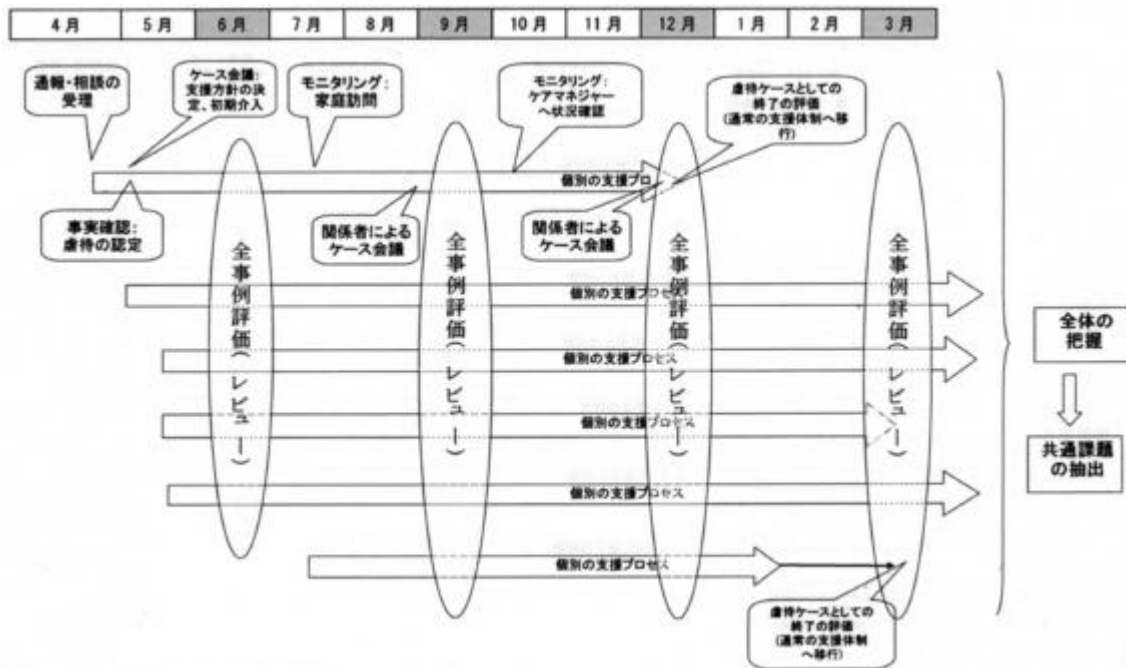 4月 5月 6月 7月 8月 9月 10月 11月 12月 1月 2月 3月
通報・相談の
受理
ケース会議:
支援方針の決
定、初期介入
モニタリング:
家庭訪問
モニタリング:
ケアマネジャー
へ状況確認
虐待ケースとしての
終了の評価
(通常の支援体制へ移
行)
個別の支援プロ
事実確認:
虐待の認定
関係者による
ケース会議
関係者による
ケース会議
全事例評価(レビュー)
全事例評価(レビュー)
全事例評価(レビュー)
全事例評価(レビュー)
個別の支援プロセス
個別の支援プロセス
個別の支援プロセス
個別の支援プロセス
個別の支援プロセス
虐待ケースとしての
終了の評価
(通常の支援体制
へ移行)
全体の
把握
共通課題
の抽出